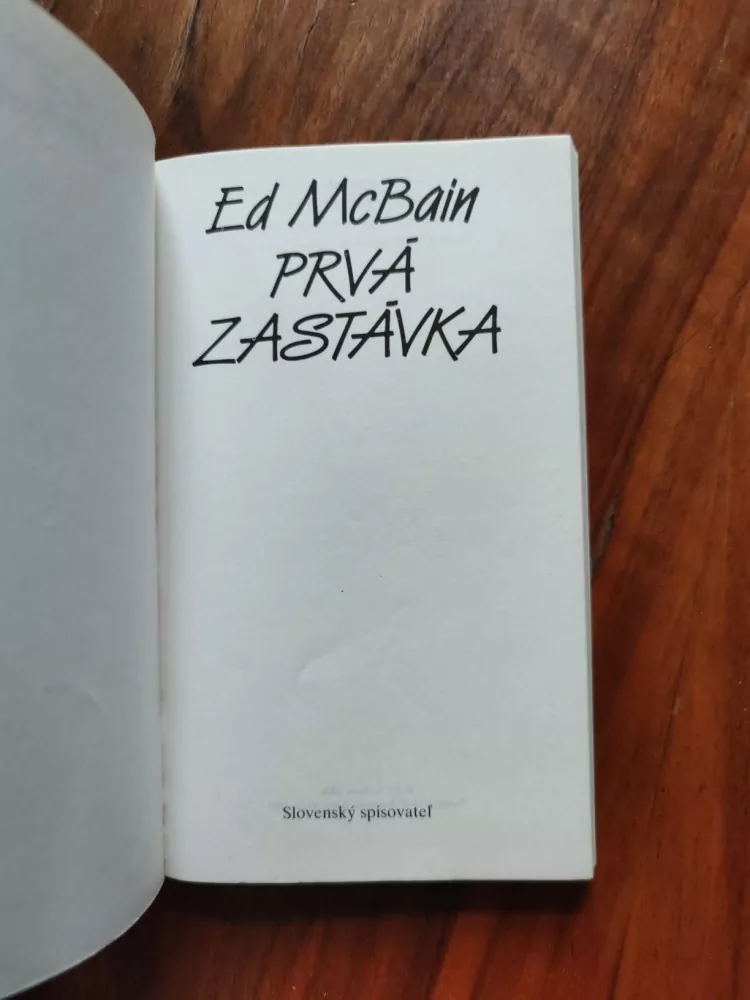 Ed McBain
PRVÁ
ZASTÁVKA
Slovenský spisovateľ